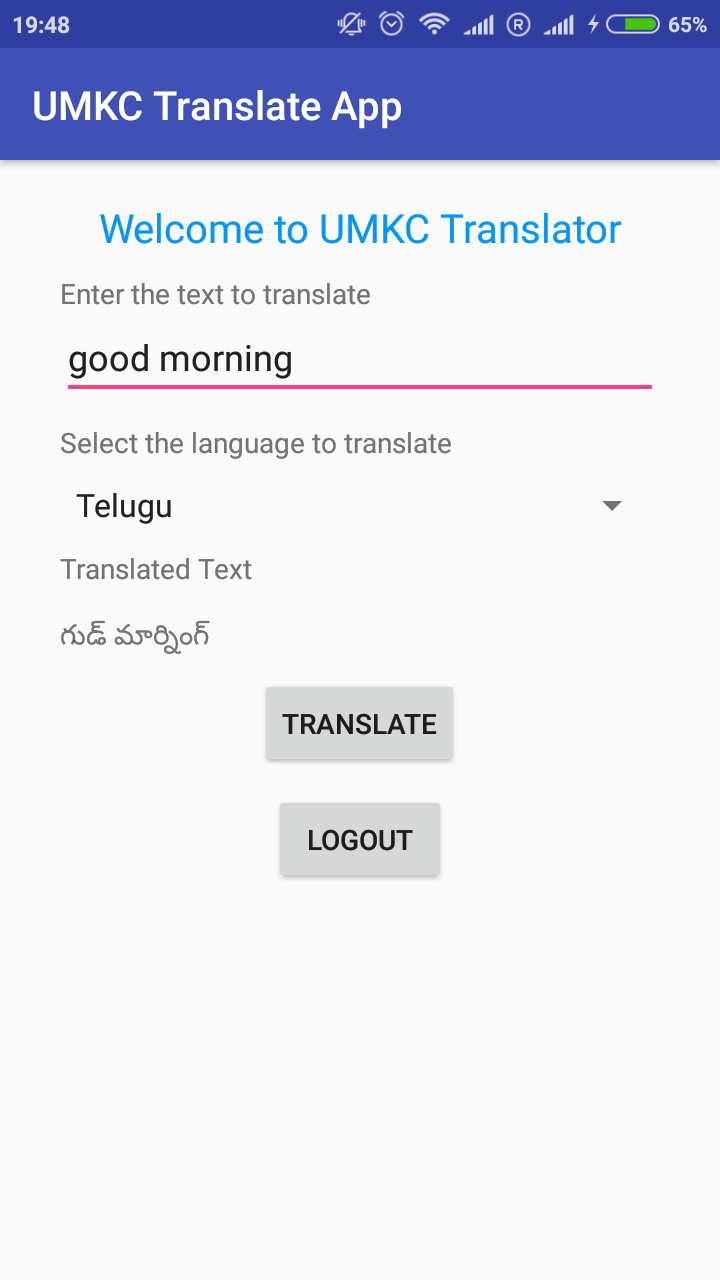 19:48
R
65%
UMKC Translate App
Welcome to UMKC Translator
Enter the text to translate
good morning
Select the language to translate
Telugu
Translated Text
గుడ్ మార్నింగ్
TRANSLATE
LOGOUT